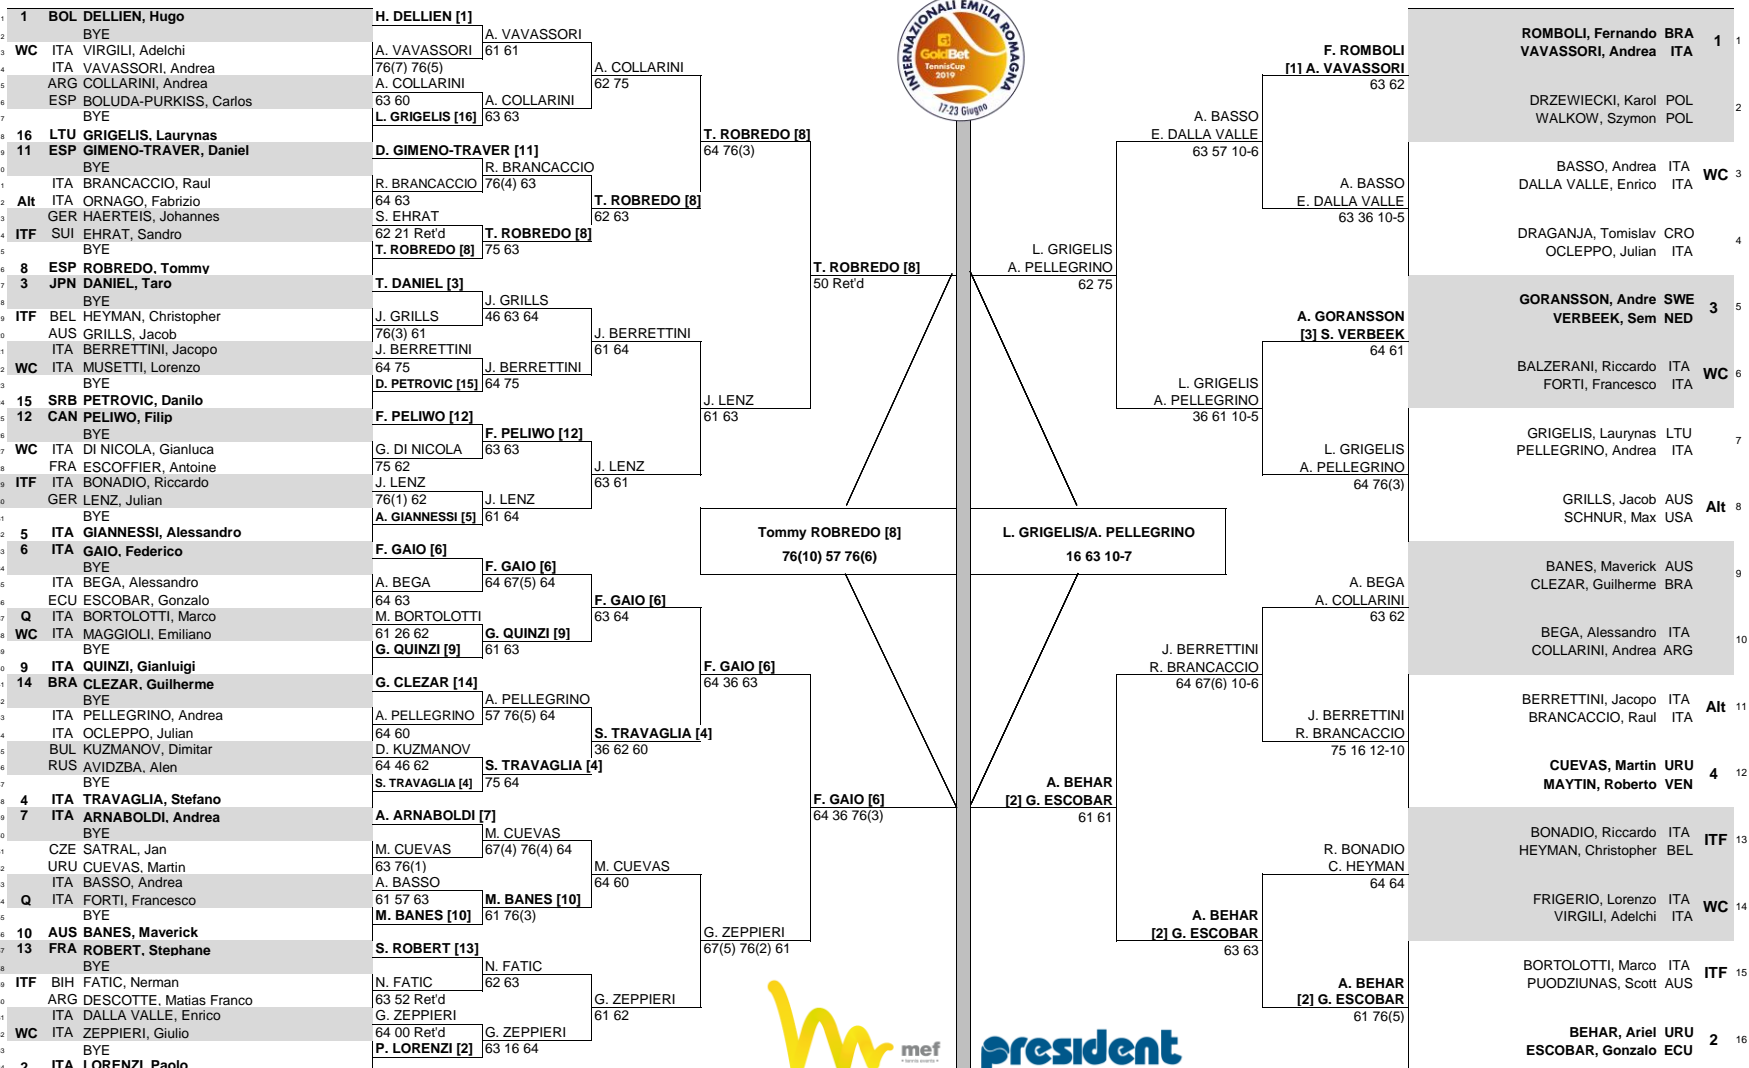 1 BOL DELLIEN, Hugo
BYE
WC ITA VIRGILI, Adelchi
ITA VAVASSORI, Andrea
ARG COLLARINI, Andrea
ESP BOLUDA-PURKISS, Carlos
BYE
16 LTU GRIGELIS, Laurynas
11 ESP GIMENO-TRAVER, Daniel
BYE
ITA BRANCACCIO, Raul
Alt ITA ORNAGO, Fabrizio
GER HAERTEIS, Johannes
ITF SUI EHRAT, Sandro
BYE
8 ESP ROBREDO, Tommy
3 JPN DANIEL, Taro
BYE
ITF BEL HEYMAN, Christopher
AUS GRILLS, Jacob
ITA BERRETTINI, Jacopo
WC ITA MUSETTI, Lorenzo
BYE
15 SRB PETROVIC, Danilo
12 CAN PELIWO, Filip
BYE
WC ITA DI NICOLA, Gianluca
FRA ESCOFFIER, Antoine
ITF ITA BONADIO, Riccardo
GER LENZ, Julian
BYE
5 ITA GIANNESSI, Alessandro
6 ITA GAIO, Federico
BYE
ITA BEGA, Alessandro
ECU ESCOBAR, Gonzalo
Q ITA BORTOLOTTI, Marco
WC ITA MAGGIOLI, Emiliano
BYE
9 ITA QUINZI, Gianluigi
14 BRA CLEZAR, Guilherme
BYE
ITA PELLEGRINO, Andrea
ITA OCLEPPO, Julian
BUL KUZMANOV, Dimitar
RUS AVIDZBA, Alen
BYE
4 ITA TRAVAGLIA, Stefano
7 ITA ARNABOLDI, Andrea
BYE
CZE SATRAL, Jan
URU CUEVAS, Martin
ITA BASSO, Andrea
Q ITA FORTI, Francesco
BYE
10 AUS BANES, Maverick
13 FRA ROBERT, Stephane
BYE
ITF BIH FATIC, Nerman
ARG DESCOTTE, Matias Franco
ITA DALLA VALLE, Enrico
WC ITA ZEPPIERI, Giulio
BYE
2 ITA LORENZI, Paolo
H. DELLIEN [1]
A. VAVASSORI
76(7) 76(5)
A. COLLARINI
63 60
L. GRIGELIS [16]
D. GIMENO-TRAVER [11]
R. BRANCACCIO
64 63
S. EHRAT
62 21 Ret'd
T. ROBREDO [8]
T. DANIEL [3]
J. GRILLS
76(3) 61
J. BERRETTINI
64 75
D. PETROVIC [15]
F. PELIWO [12]
G. DI NICOLA
75 62
J. LENZ
76(1) 62
A. GIANNESSI [5]
F. GAIO [6]
A. BEGA
64 63
M. BORTOLOTTI
61 26 62
G. QUINZI [9]
G. CLEZAR [14]
A. PELLEGRINO
64 60
D. KUZMANOV
64 46 62
S. TRAVAGLIA [4]
A. ARNABOLDI [7]
M. CUEVAS
63 76(1)
A. BASSO
61 57 63
M. BANES [10]
S. ROBERT [13]
N. FATIC
63 52 Ret'd
G. ZEPPIERI
64 00 Ret'd
P. LORENZI [2]
A. VAVASSORI
61 61
A. COLLARINI
63 63
R. BRANCACCIO
76(4) 63
T. ROBREDO [8]
75 63
J. GRILLS
46 63 64
J. BERRETTINI
64 75
F. PELIWO [12]
63 63
J. LENZ
61 64
F. GAIO [6]
64 67(5) 64
G. QUINZI [9]
61 63
A. PELLEGRINO
57 76(5) 64
S. TRAVAGLIA [4]
75 64
M. CUEVAS
67(4) 76(4) 64
M. BANES [10]
61 76(3)
N. FATIC
62 63
G. ZEPPIERI
63 16 64
A. COLLARINI
62 75
T. ROBREDO [8]
62 63
J. BERRETTINI
61 64
J. LENZ
63 61
F. GAIO [6]
63 64
S. TRAVAGLIA [4]
36 62 60
M. CUEVAS
64 60
G. ZEPPIERI
61 62
T. ROBREDO [8]
64 76(3)
J. LENZ
61 63
F. GAIO [6]
64 36 63
G. ZEPPIERI
67(5) 76(2) 61
T. ROBREDO [8]
50 Ret'd
F. GAIO [6]
64 36 76(3)
Tommy ROBREDO [8]
76(10) 57 76(6)
INTERNAZIONALI EMILIA ROMAGNA
GoldBet
TennisCup
2019
17-23 Giugno
L. GRIGELIS/A. PELLEGRINO
16 63 10-7
L. GRIGELIS
A. PELLEGRINO
62 75
A. BEHAR
[2] G. ESCOBAR
61 61
A. BASSO
E. DALLA VALLE
63 57 10-6
L. GRIGELIS
A. PELLEGRINO
36 61 10-5
J. BERRETTINI
R. BRANCACCIO
64 67(6) 10-6
A. BEHAR
[2] G. ESCOBAR
63 63
F. ROMBOLI
[1] A. VAVASSORI
63 62
A. BASSO
E. DALLA VALLE
63 36 10-5
A. GORANSSON
[3] S. VERBEEK
64 61
L. GRIGELIS
A. PELLEGRINO
64 76(3)
A. BEGA
A. COLLARINI
63 62
J. BERRETTINI
R. BRANCACCIO
75 16 12-10
R. BONADIO
C. HEYMAN
64 64
A. BEHAR
[2] G. ESCOBAR
61 76(5)
ROMBOLI, Fernando BRA
VAVASSORI, Andrea ITA
1 1
DRZEWIECKI, Karol POL
WALKOW, Szymon POL
2
BASSO, Andrea ITA
DALLA VALLE, Enrico ITA
WC 3
DRAGANJA, Tomislav CRO
OCLEPPO, Julian ITA
4
GORANSSON, Andre SWE
VERBEEK, Sem NED
3 5
BALZERANI, Riccardo ITA
FORTI, Francesco ITA
WC 6
GRIGELIS, Laurynas LTU
PELLEGRINO, Andrea ITA
7
GRILLS, Jacob AUS
SCHNUR, Max USA
Alt 8
BANES, Maverick AUS
CLEZAR, Guilherme BRA
9
BEGA, Alessandro ITA
COLLARINI, Andrea ARG
10
BERRETTINI, Jacopo ITA
BRANCACCIO, Raul ITA
Alt 11
CUEVAS, Martin URU
MAYTIN, Roberto VEN
4 12
BONADIO, Riccardo ITA
HEYMAN, Christopher BEL
ITF 13
FRIGERIO, Lorenzo ITA
VIRGILI, Adelchi ITA
WC 14
BORTOLOTTI, Marco ITA
PUODZIUNAS, Scott AUS
ITF 15
BEHAR, Ariel URU
ESCOBAR, Gonzalo ECU
2 16
mef
president